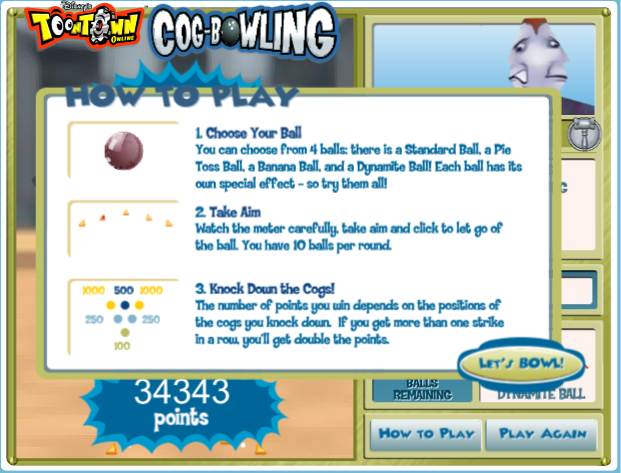 Disney's
TOONTOWN
ONLINE
COG-BOWLING
HOW TO PLAY
1. Choose Your Ball
You can choose from 4 balls: there is a Standard Ball, a Pie
Toss Ball, a Banana Ball, and a Dynamite Ball! Each ball has its
own special effect - so try them all!
2. Take Aim
Watch the meter carefully, take aim and click to let go of
the ball. You have 10 balls per round.
1000 500 1000
250 250
100
3. Knock Down the Cogs!
The number of points you win depends on the positions of
the cogs you knock down. If you get more than one strike
in a row, you'll get double the points.
LET'S BOWL!
34343
points
BALLS
REMAINING
DYNAMITE BALL
HOW TO PLAY
PLAY AGAIN